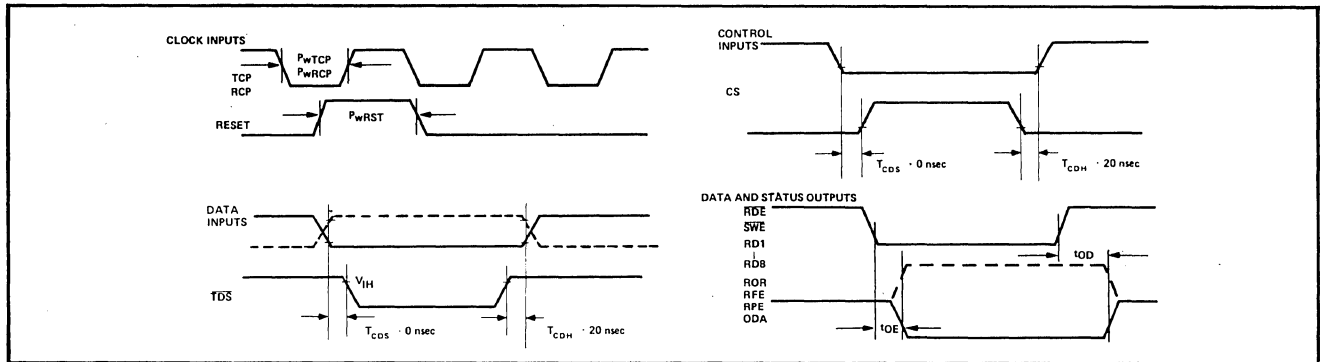 CLOCK INPUTS
PwTCP
PwRCP
TCP
RCP
RESET
PwRST
CONTROL
INPUTS
CS
TCDS · 0 nsec
TCDH · 20 nsec
DATA
INPUTS
TDS
VIH
TCDS · 0 nsec
TCDH · 20 nsec
DATA AND STATUS OUTPUTS
RDE
SWE
RD1
RD8
ROR
RFE
RPE
ODA
tOD
tOE